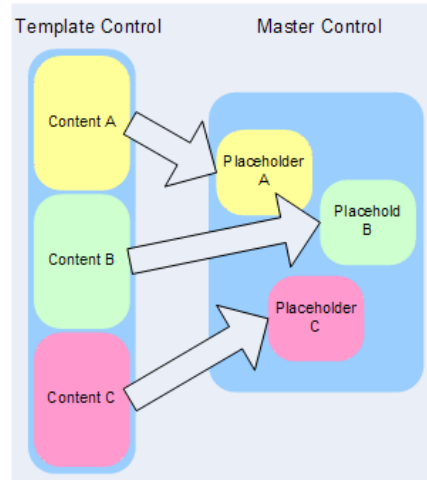 Template Control
Master Control
Content A
Placeholder
A
Placehold
B
Content B
Placeholder
C
Content C